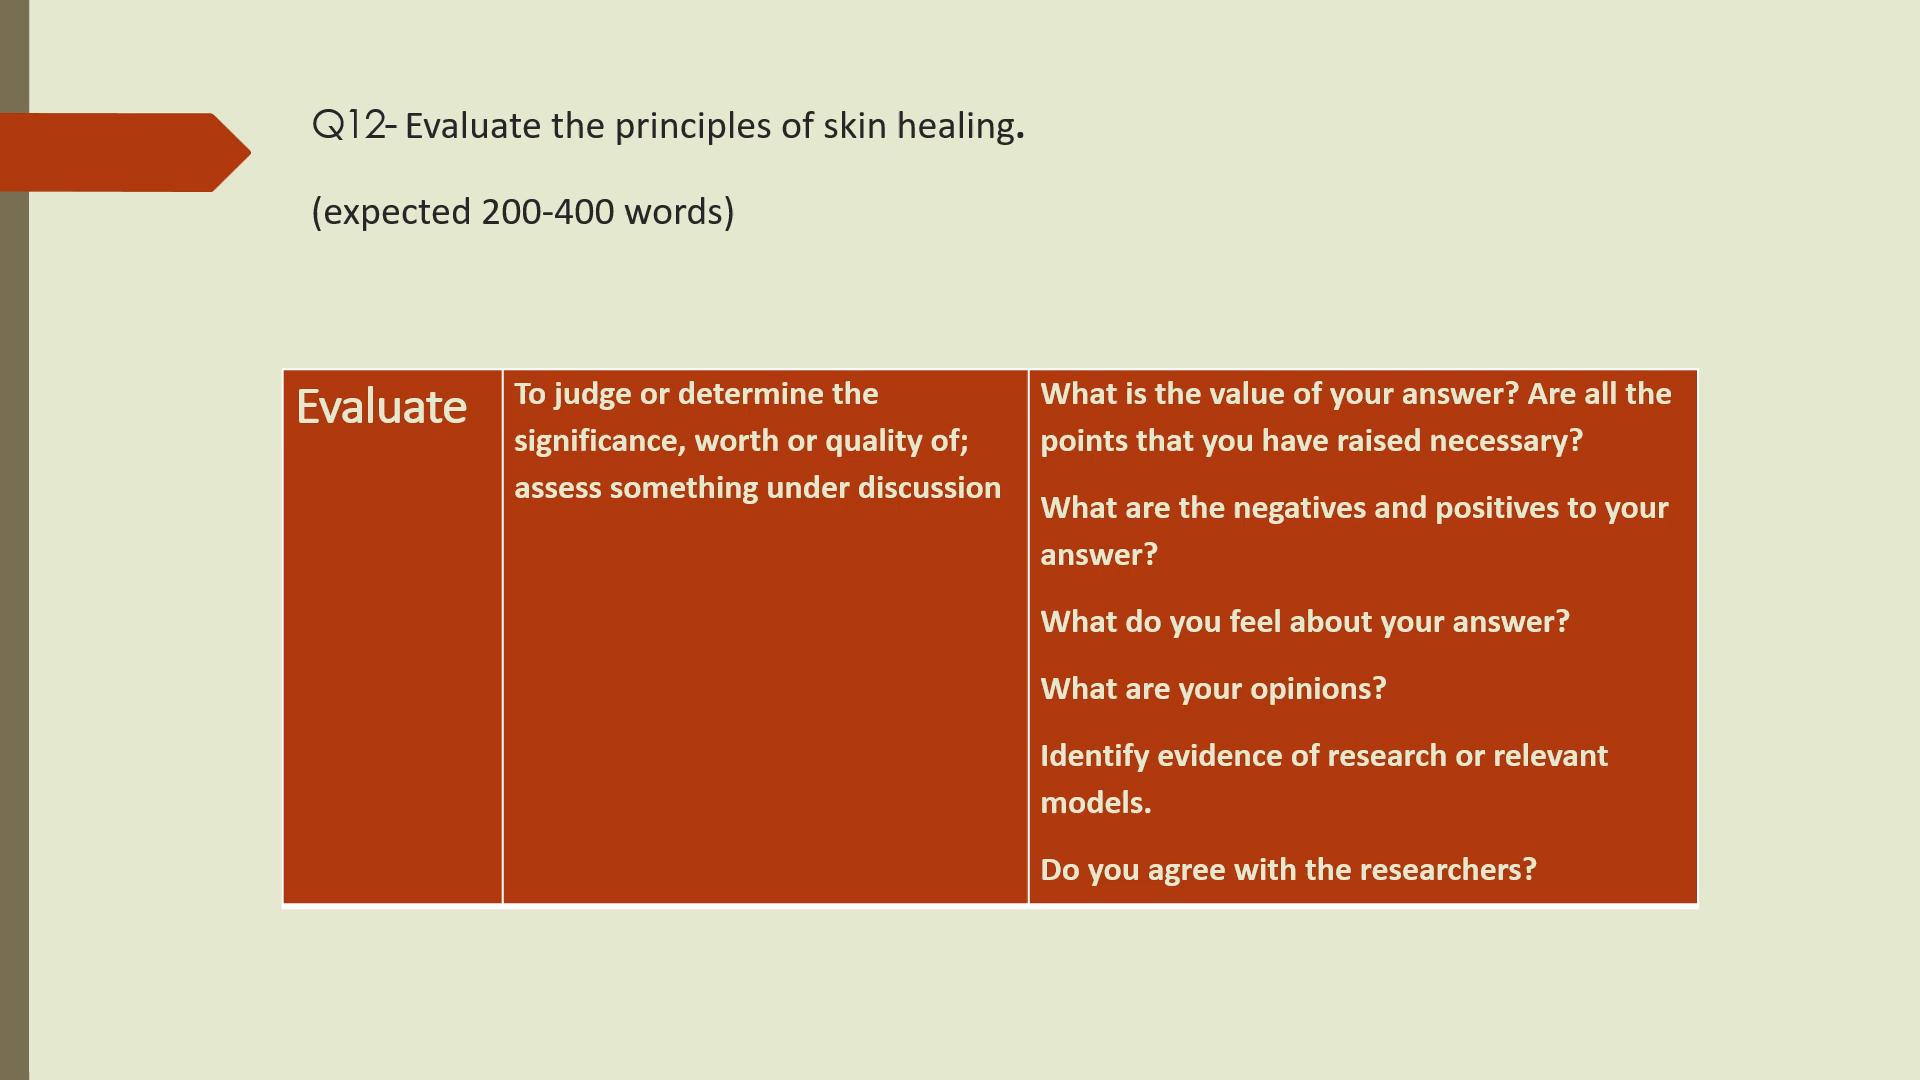 Q12- Evaluate the principles of skin healing.
(expected 200-400 words)
Evaluate
To judge or determine the
significance, worth or quality of;
assess something under discussion
What is the value of your answer? Are all the
points that you have raised necessary?
What are the negatives and positives to your
answer?
What do you feel about your answer?
What are your opinions?
Identify evidence of research or relevant
models.
Do you agree with the researchers?